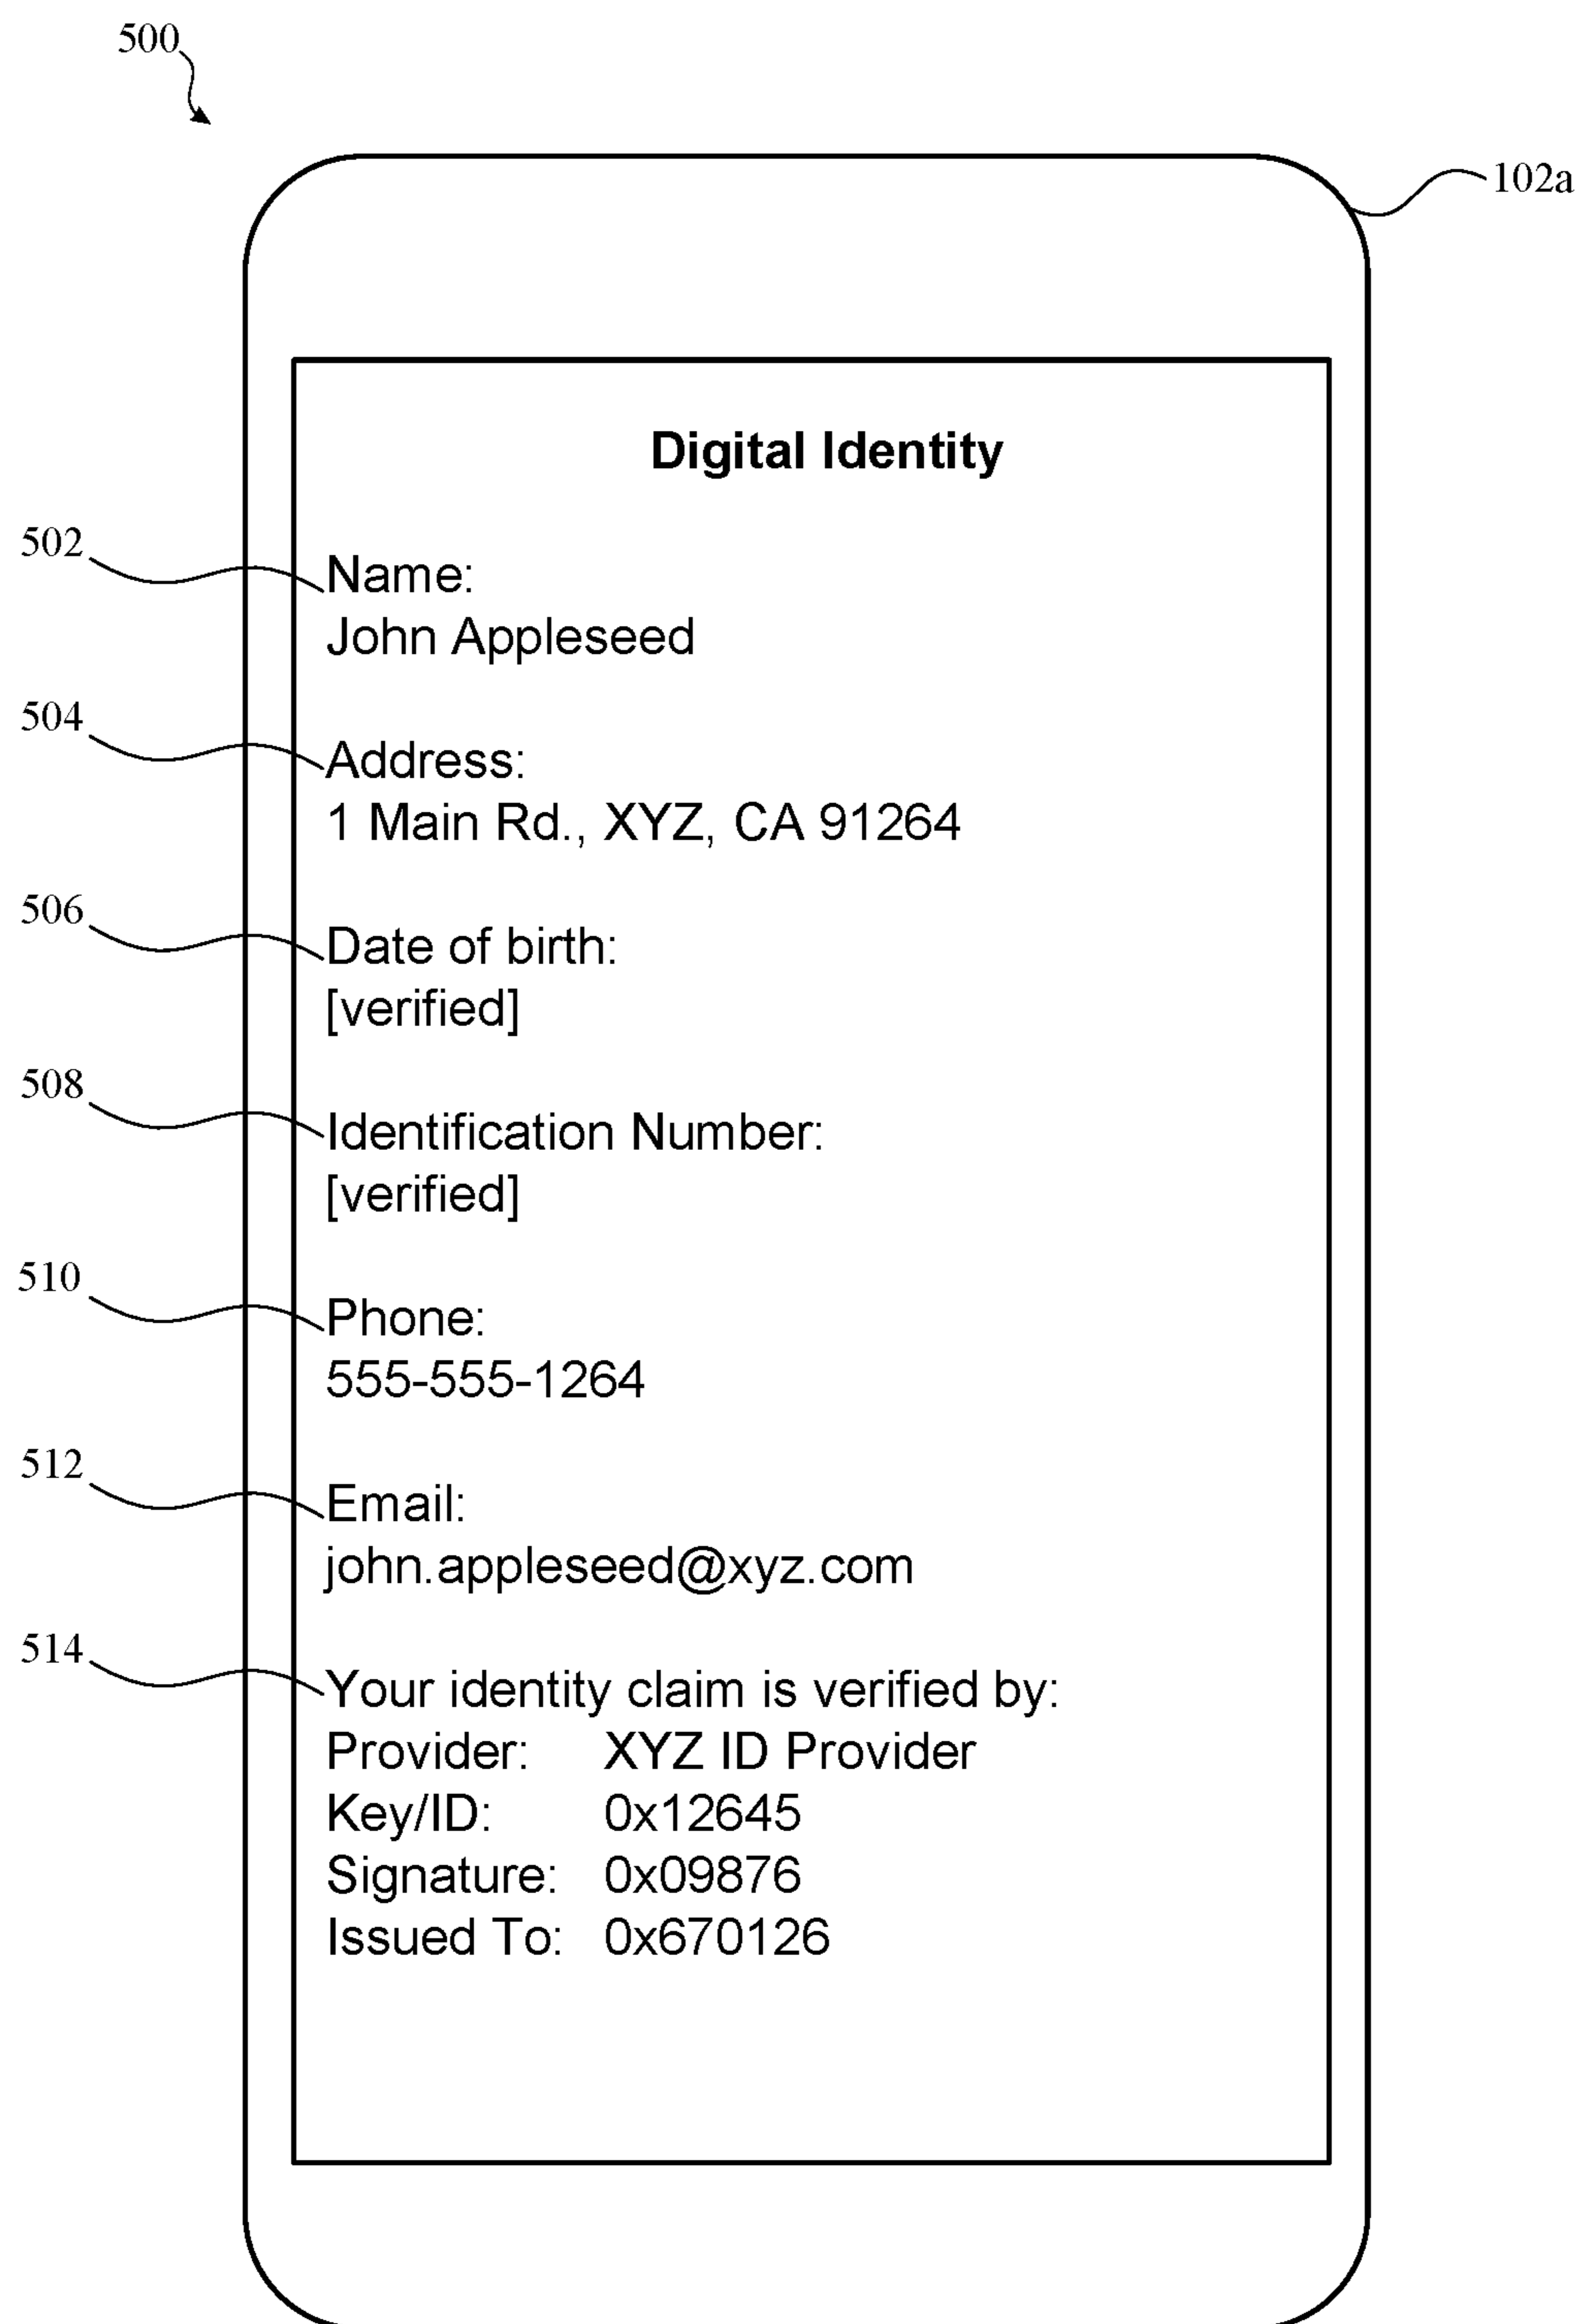 500
102a
Digital Identity
502
Name:
John Appleseed
504
Address:
1 Main Rd., XYZ, CA 91264
506
Date of birth:
[verified]
508
Identification Number:
[verified]
510
Phone:
555-555-1264
512
Email:
john.appleseed@xyz.com
514
Your identity claim is verified by:
Provider: XYZ ID Provider
Key/ID: 0x12645
Signature: 0x09876
Issued To: 0x670126